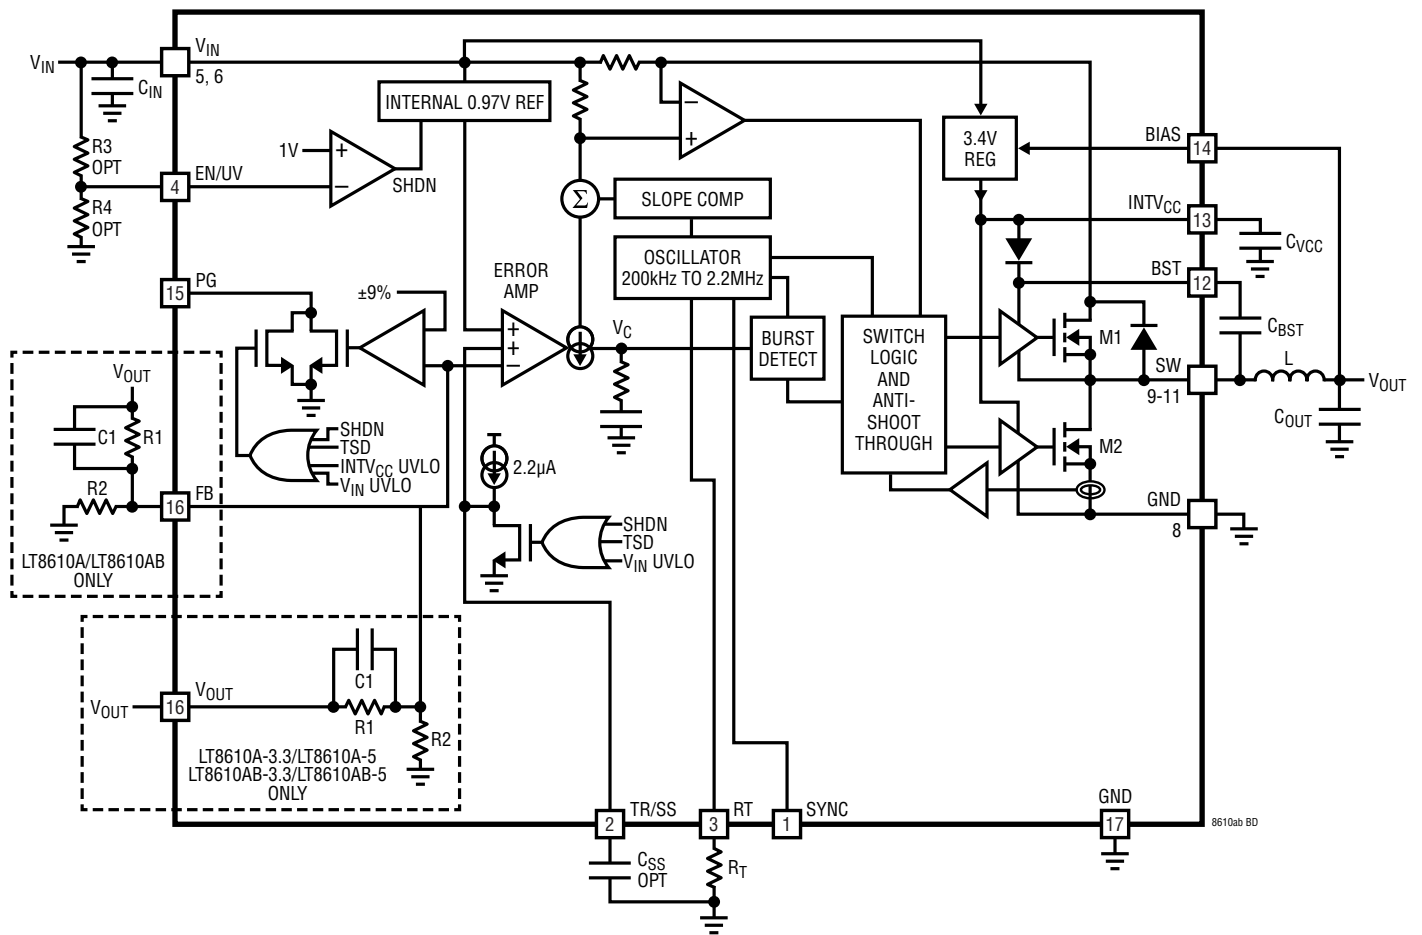 VIN
VIN
5, 6
CIN
R3
OPT
R4
OPT
4
EN/UV
1V
+
−
SHDN
INTERNAL 0.97V REF
−
+
Σ
SLOPE COMP
OSCILLATOR
200kHz TO 2.2MHz
3.4V
REG
BIAS
14
INTVCC
13
CVCC
BST
12
CBST
PG
15
±9%
ERROR
AMP
+
+
−
VC
BURST
DETECT
SWITCH
LOGIC
AND
ANTI-
SHOOT
THROUGH
M1
SW
9-11
L
VOUT
COUT
M2
GND
8
VOUT
C1
R1
R2
16
FB
LT8610A/LT8610AB
ONLY
SHDN
TSD
INTVCC UVLO
VIN UVLO
2.2µA
SHDN
TSD
VIN UVLO
VOUT
16
VOUT
C1
R1
R2
LT8610A-3.3/LT8610A-5
LT8610AB-3.3/LT8610AB-5
ONLY
TR/SS
2
RT
3
SYNC
1
GND
17
8610ab BD
CSS
OPT
RT